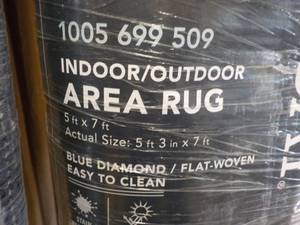 1005 699 509
INDOOR/OUTDOOR
AREA RUG
5 ft x 7 ft
Actual Size: 5 ft 3 in x 7 ft
BLUE DIAMOND / FLAT-WOVEN
EASY TO CLEAN
STAIN